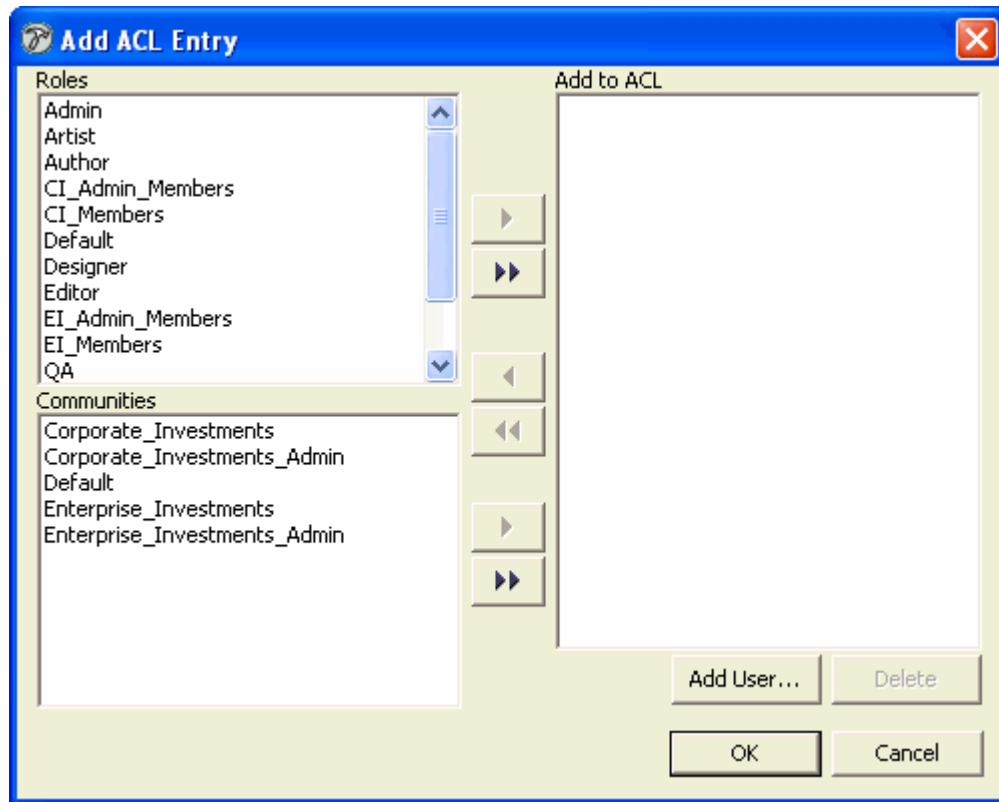 Add ACL Entry
Roles
Admin
Artist
Author
CI_Admin_Members
CI_Members
Default
Designer
Editor
EI_Admin_Members
EI_Members
QA
Communities
Corporate_Investments
Corporate_Investments_Admin
Default
Enterprise_Investments
Enterprise_Investments_Admin
Add to ACL
Add User...
Delete
OK
Cancel